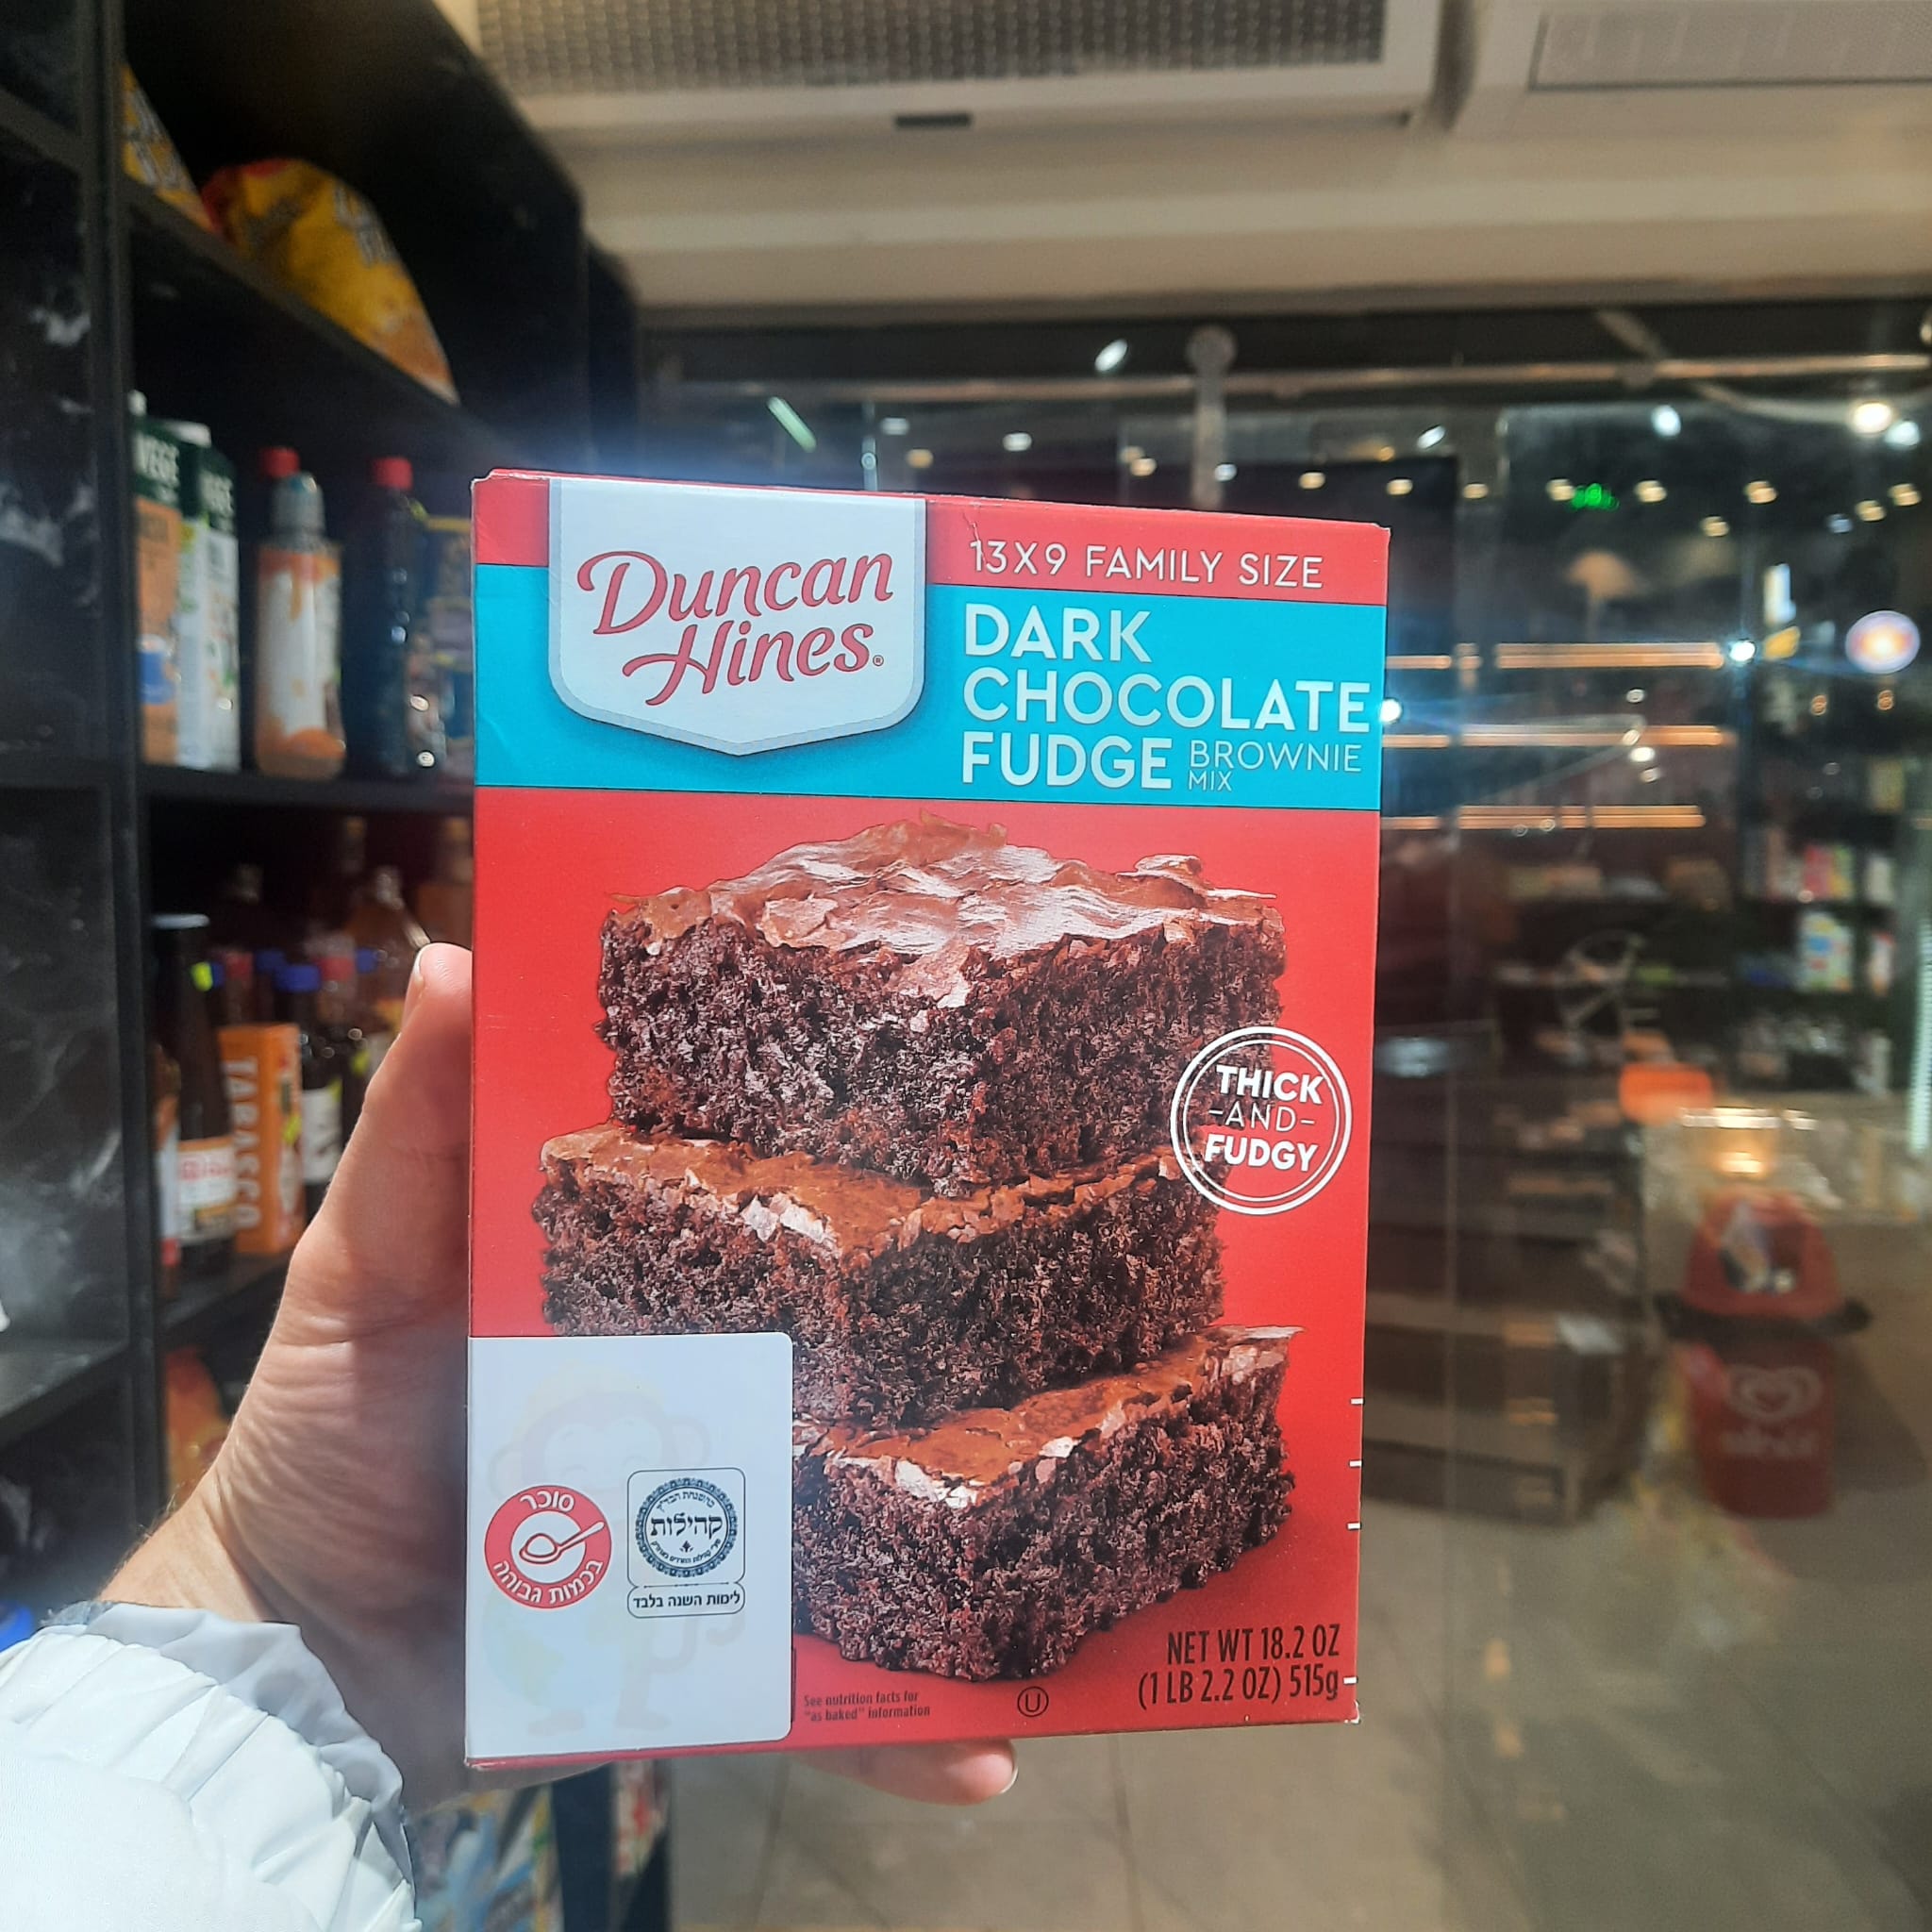 Duncan
Hines®
13X9 FAMILY SIZE
DARK
CHOCOLATE
FUDGE BROWNIE
MIX
THICK
-AND-
FUDGY
סוכר
בכמות גבוהה
קהילות
לימות השנה בלבד
See nutrition facts for
"as baked" information
U
NET WT 18.2 OZ
(1 LB 2.2 OZ) 515g
VEGE
TABASCO